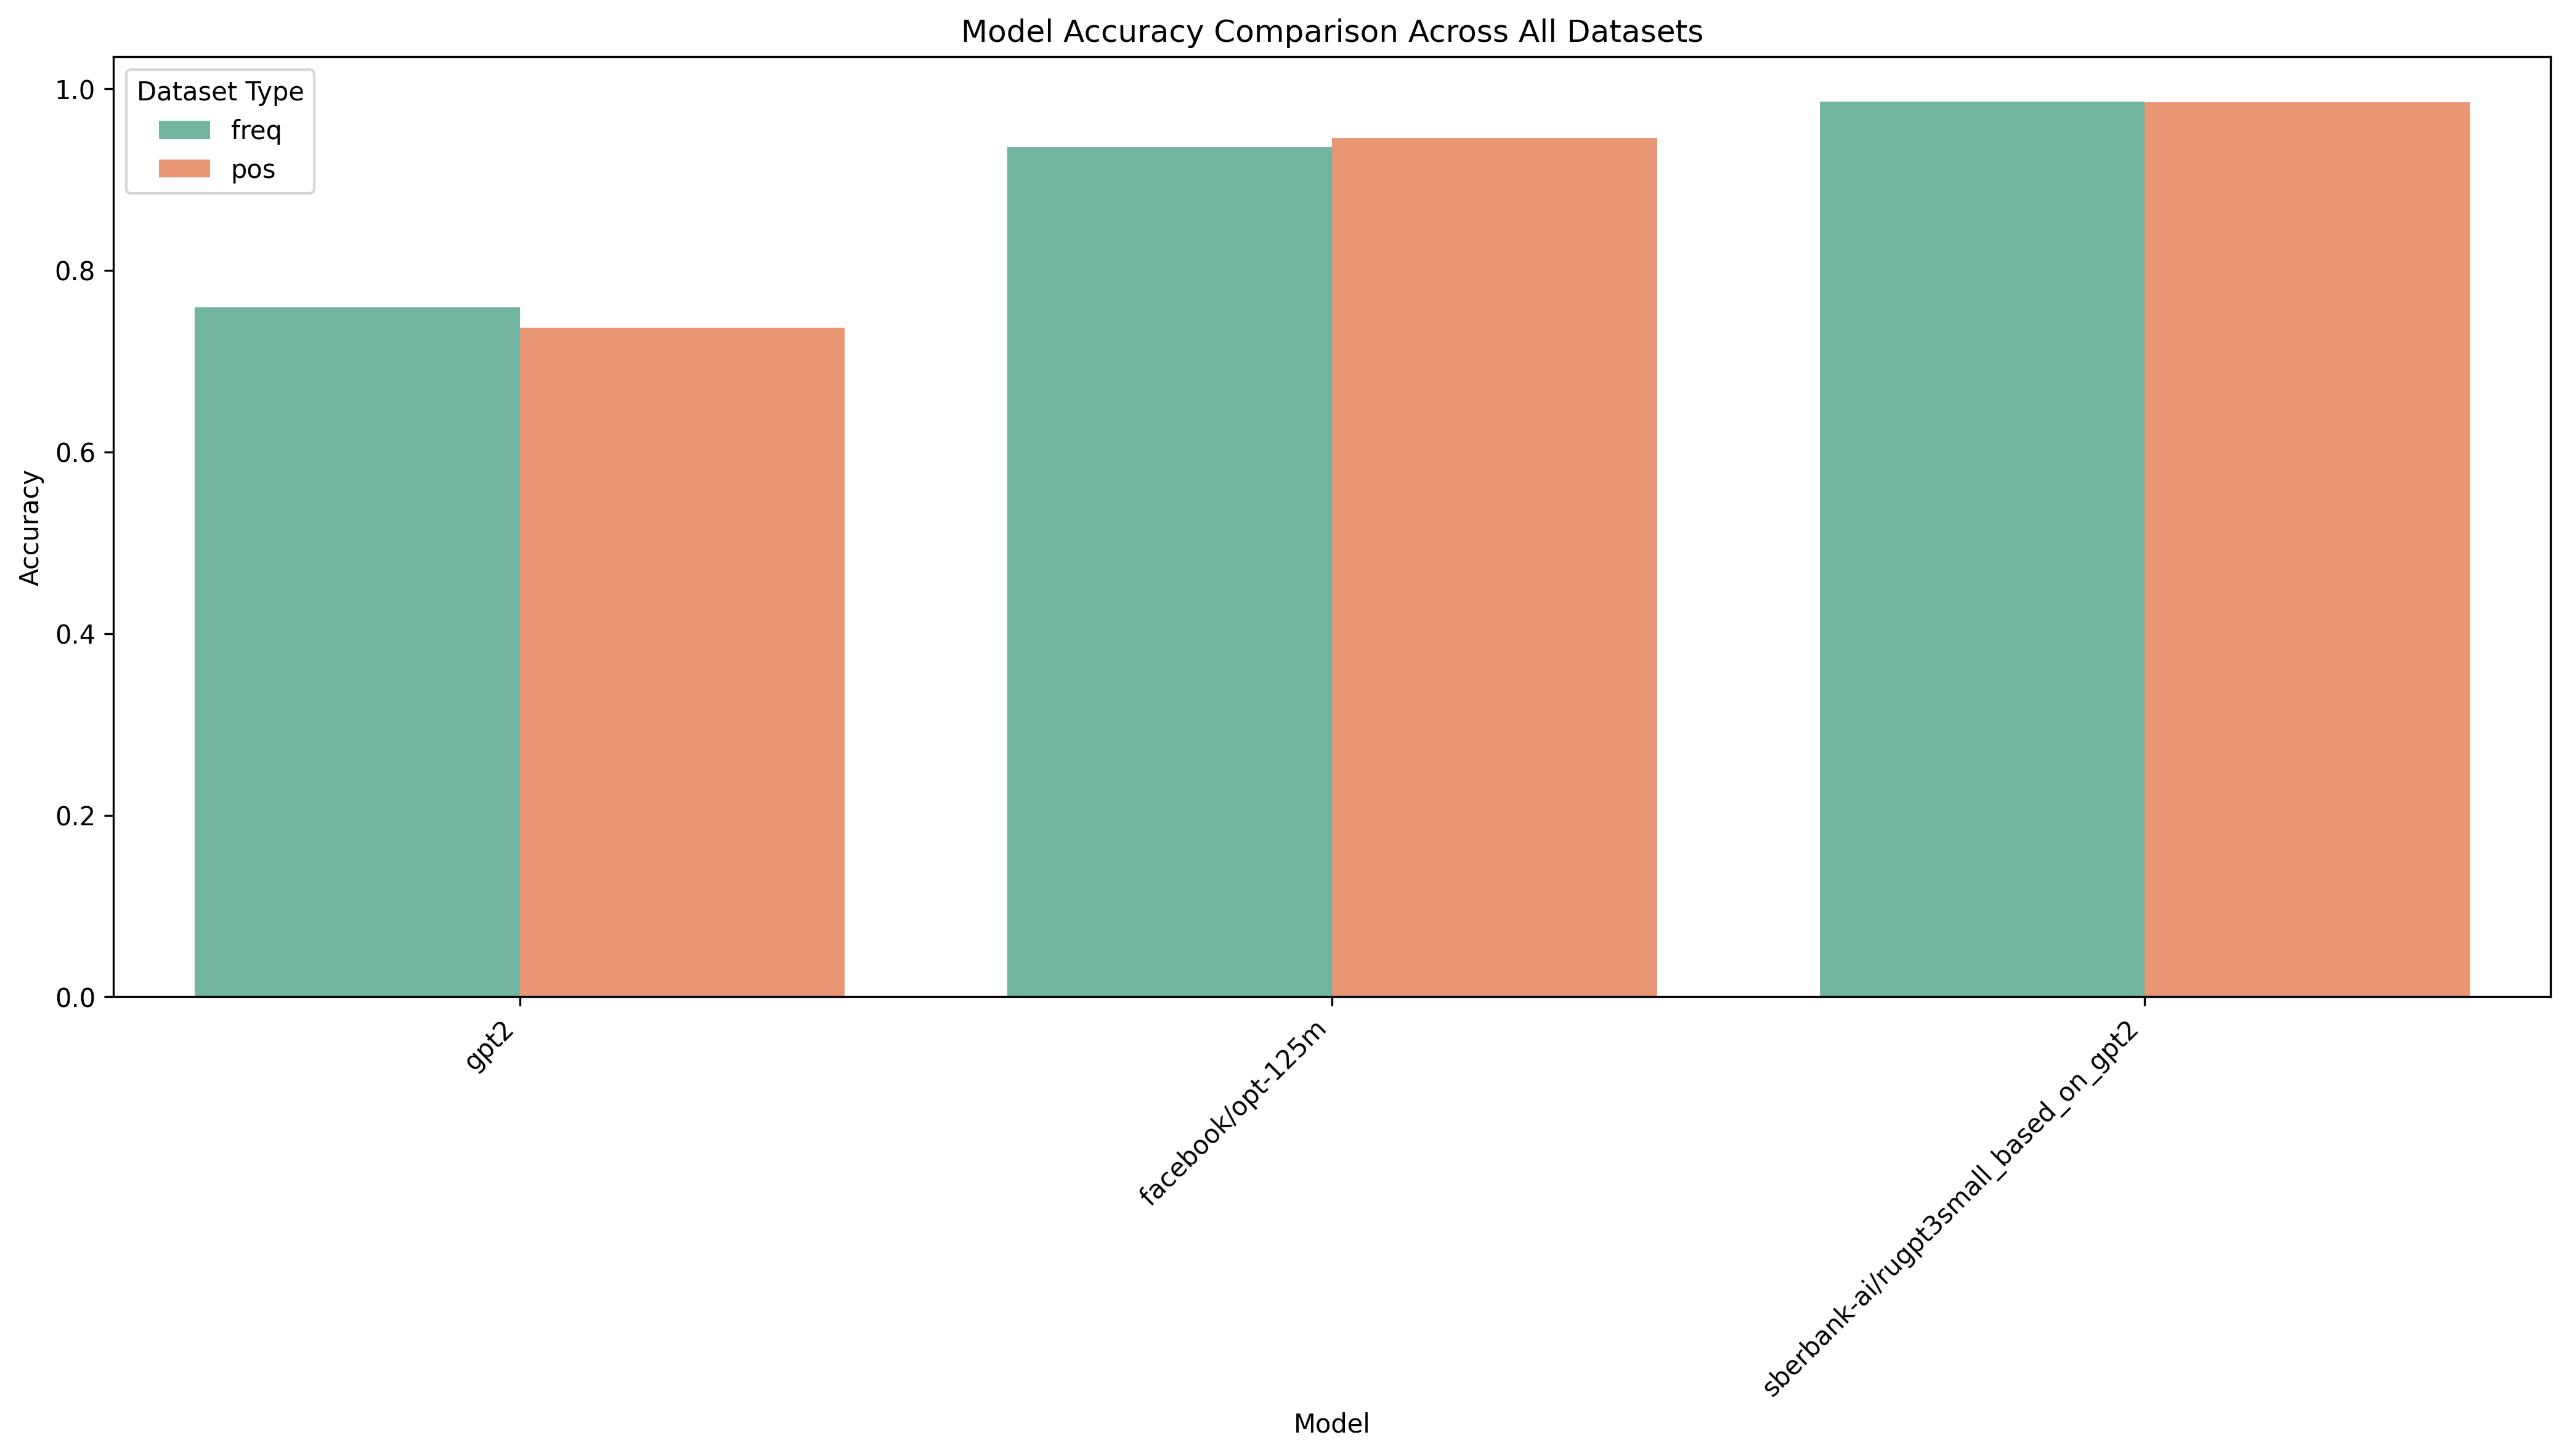 Model Accuracy Comparison Across All Datasets
Dataset Type
freq
pos
Accuracy
1.0
0.8
0.6
0.4
0.2
0.0
gpt2
facebook/opt-125m
sberbank-ai/rugpt3small_based_on_gpt2
Model